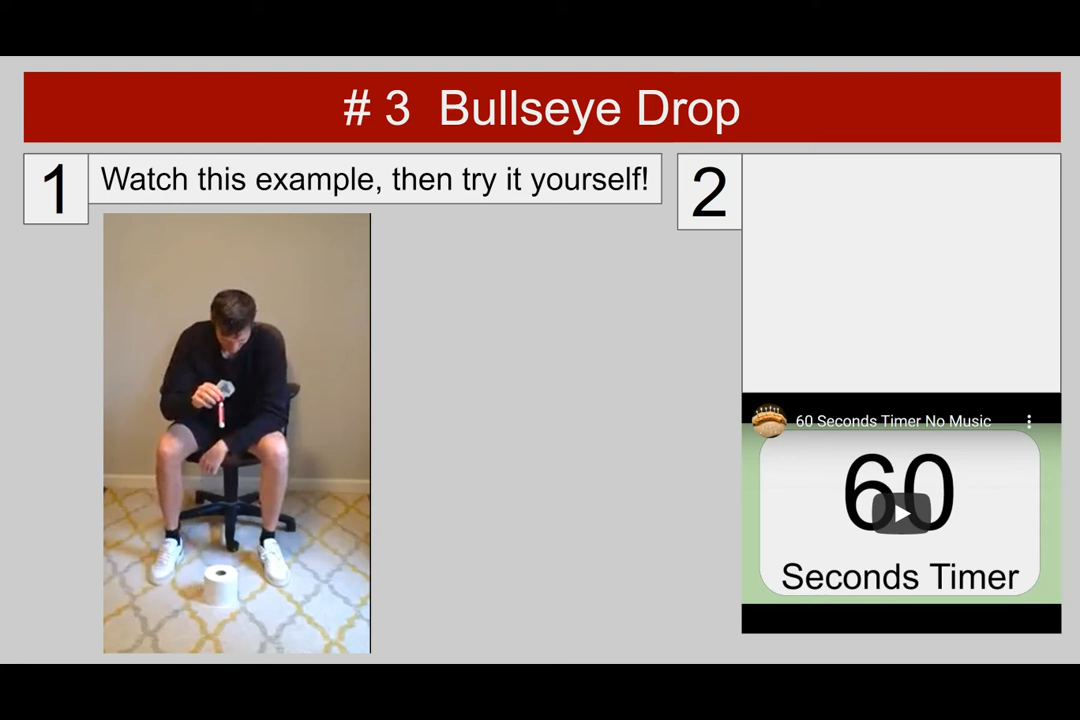 # 3 Bullseye Drop
1
Watch this example, then try it yourself!
2
60 Seconds Timer No Music
60
Seconds Timer